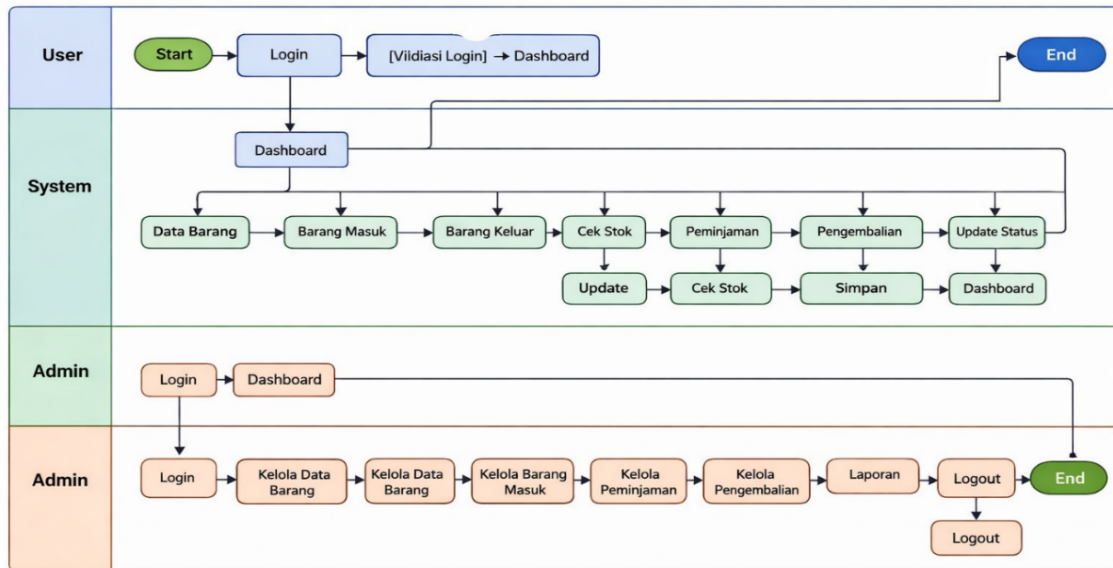 User
Start
Login
[Viidiasi Login] → Dashboard
End
System
Dashboard
Data Barang
Barang Masuk
Barang Keluar
Cek Stok
Peminjaman
Pengembalian
Update Status
Update
Cek Stok
Simpan
Dashboard
Admin
Login
Dashboard
Admin
Login
Kelola Data
Barang
Kelola Data
Barang
Kelola Barang
Masuk
Kelola
Peminjaman
Kelola
Pengembalian
Laporan
Logout
End
Logout